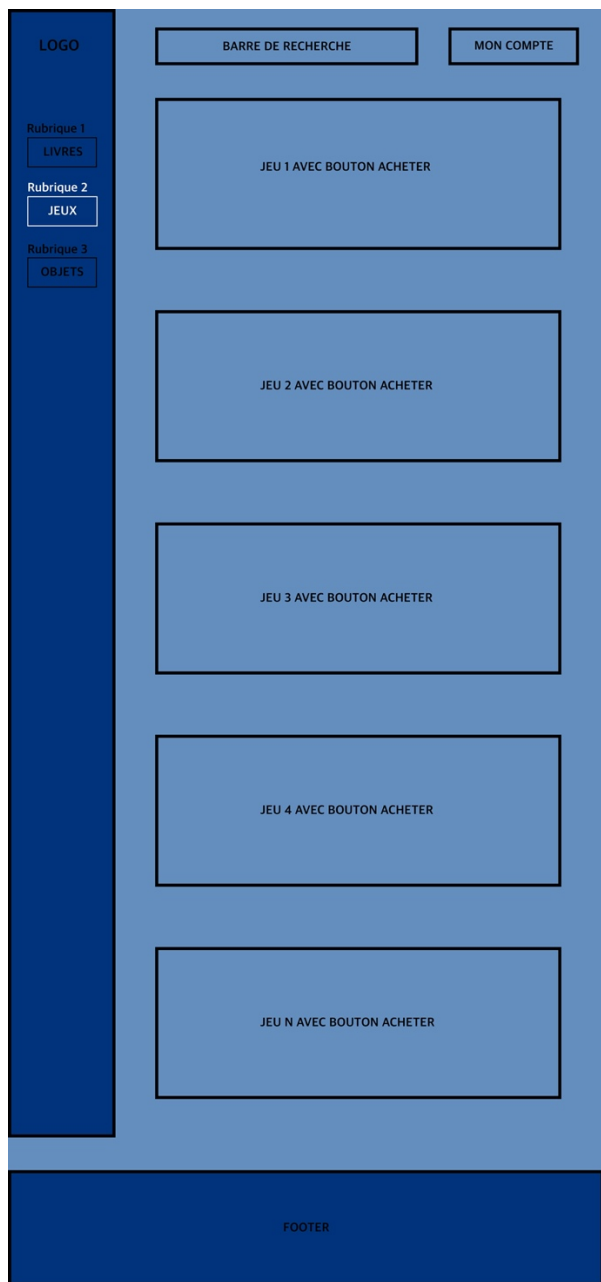 LOGO
BARRE DE RECHERCHE
MON COMPTE
Rubrique 1
LIVRES
Rubrique 2
JEUX
Rubrique 3
OBJETS
JEU 1 AVEC BOUTON ACHETER
JEU 2 AVEC BOUTON ACHETER
JEU 3 AVEC BOUTON ACHETER
JEU 4 AVEC BOUTON ACHETER
JEU N AVEC BOUTON ACHETER
FOOTER